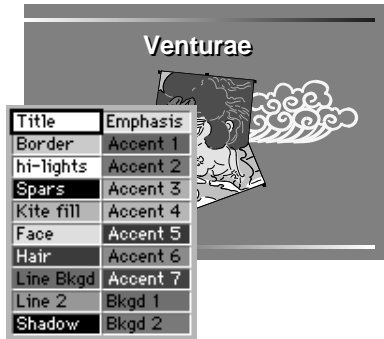 Venturae
Title Emphasis
Border Accent 1
hi-lights Accent 2
Spars Accent 3
Kite fill Accent 4
Face Accent 5
Hair Accent 6
Line Bkgd Accent 7
Line 2 Bkgd 1
Shadow Bkgd 2